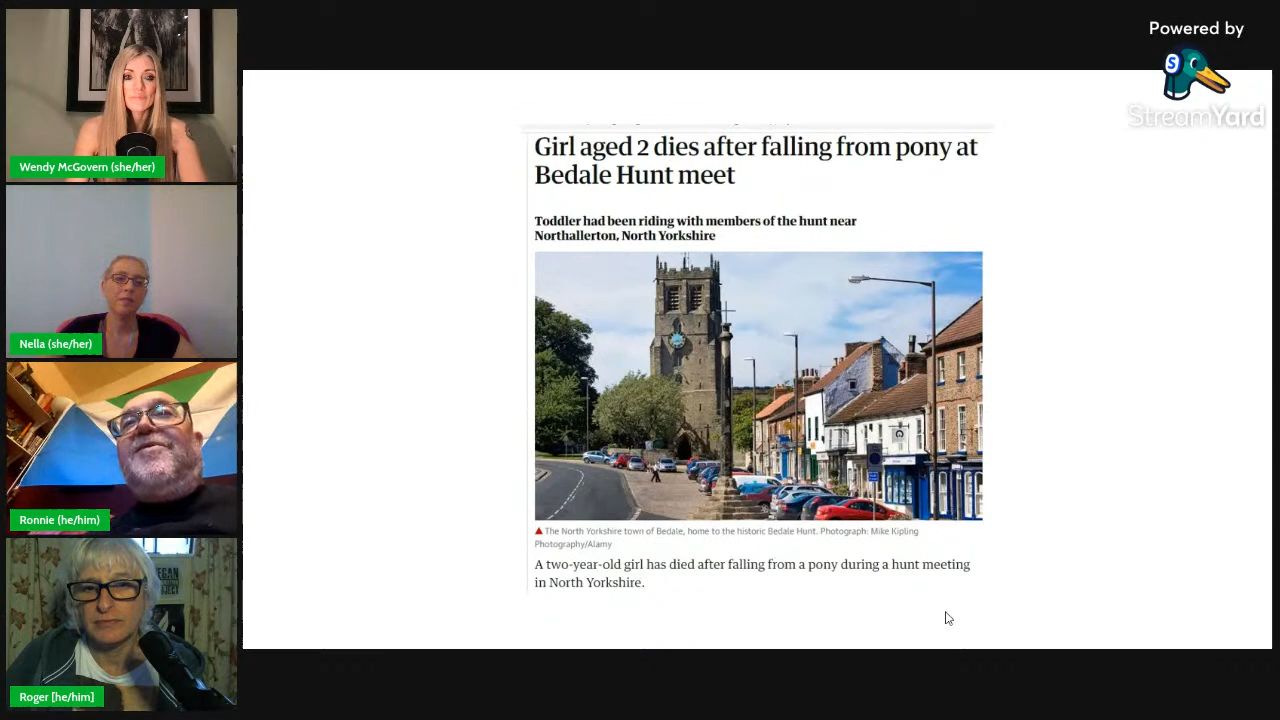 Powered by
S
StreamYard
Wendy McGovern (she/her)
Nella (she/her)
Ronnie (he/him)
Roger [he/him]
Girl aged 2 dies after falling from pony at
Bedale Hunt meet
Toddler had been riding with members of the hunt near
Northallerton, North Yorkshire
The North Yorkshire town of Bedale, home to the historic Bedale Hunt. Photograph: Mike Kipling
Photography/Alamy
A two-year-old girl has died after falling from a pony during a hunt meeting
in North Yorkshire.